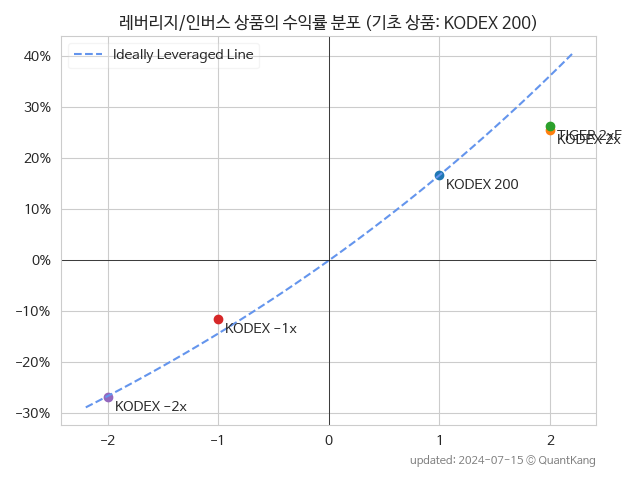 레버리지/인버스 상품의 수익률 분포 (기초 상품: KODEX 200)
Ideally Leveraged Line
40%
30%
20%
10%
0%
-10%
-20%
-30%
TIGER 2xF
KODEX 2x
KODEX 200
KODEX -1x
KODEX -2x
-2 -1 0 1 2
updated: 2024-07-15 © QuantKang